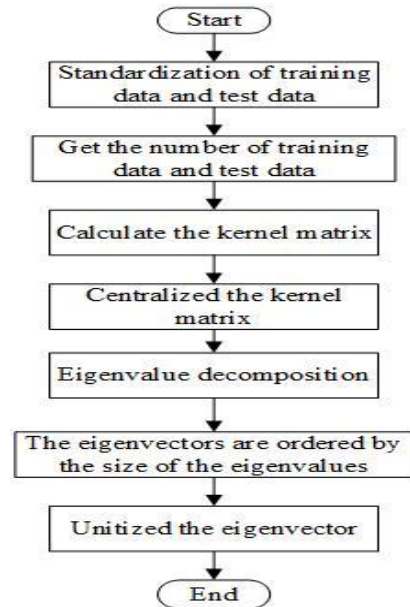 Start
Standardization of training
data and test data
Get the number of training
data and test data
Calculate the kernel matrix
Centralized the kernel
matrix
Eigenvalue decomposition
The eigenvectors are ordered by
the size of the eigenvalues
Unitized the eigenvector
End